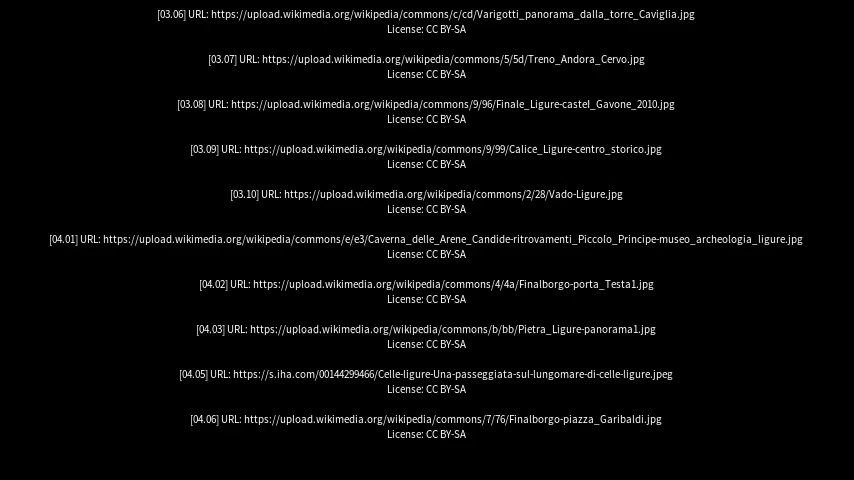 [03.06] URL: https://upload.wikimedia.org/wikipedia/commons/c/cd/Varigotti_panorama_dalla_torre_Caviglia.jpg
License: CC BY-SA
[03.07] URL: https://upload.wikimedia.org/wikipedia/commons/5/5d/Treno_Andora_Cervo.jpg
License: CC BY-SA
[03.08] URL: https://upload.wikimedia.org/wikipedia/commons/9/96/Finale_Ligure-castel_Gavone_2010.jpg
License: CC BY-SA
[03.09] URL: https://upload.wikimedia.org/wikipedia/commons/9/99/Calice_Ligure-centro_storico.jpg
License: CC BY-SA
[03.10] URL: https://upload.wikimedia.org/wikipedia/commons/2/28/Vado-Ligure.jpg
License: CC BY-SA
[04.01] URL: https://upload.wikimedia.org/wikipedia/commons/e/e3/Caverna_delle_Arene_Candide-ritrovamenti_Piccolo_Principe-museo_archeologia_ligure.jpg
License: CC BY-SA
[04.02] URL: https://upload.wikimedia.org/wikipedia/commons/4/4a/Finalborgo-porta_Testa1.jpg
License: CC BY-SA
[04.03] URL: https://upload.wikimedia.org/wikipedia/commons/b/bb/Pietra_Ligure-panorama1.jpg
License: CC BY-SA
[04.05] URL: https://s.iha.com/00144299466/Celle-ligure-Una-passeggiata-sul-lungomare-di-celle-ligure.jpeg
License: CC BY-SA
[04.06] URL: https://upload.wikimedia.org/wikipedia/commons/7/76/Finalborgo-piazza_Garibaldi.jpg
License: CC BY-SA